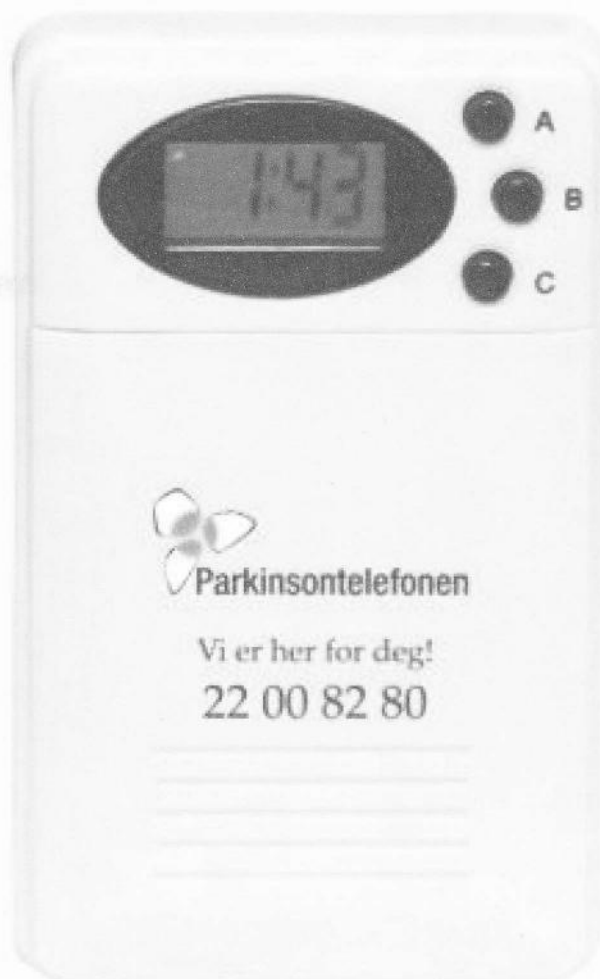 1:43
A
B
C
Parkinsontelefonen
Vi er her for deg!
22 00 82 80